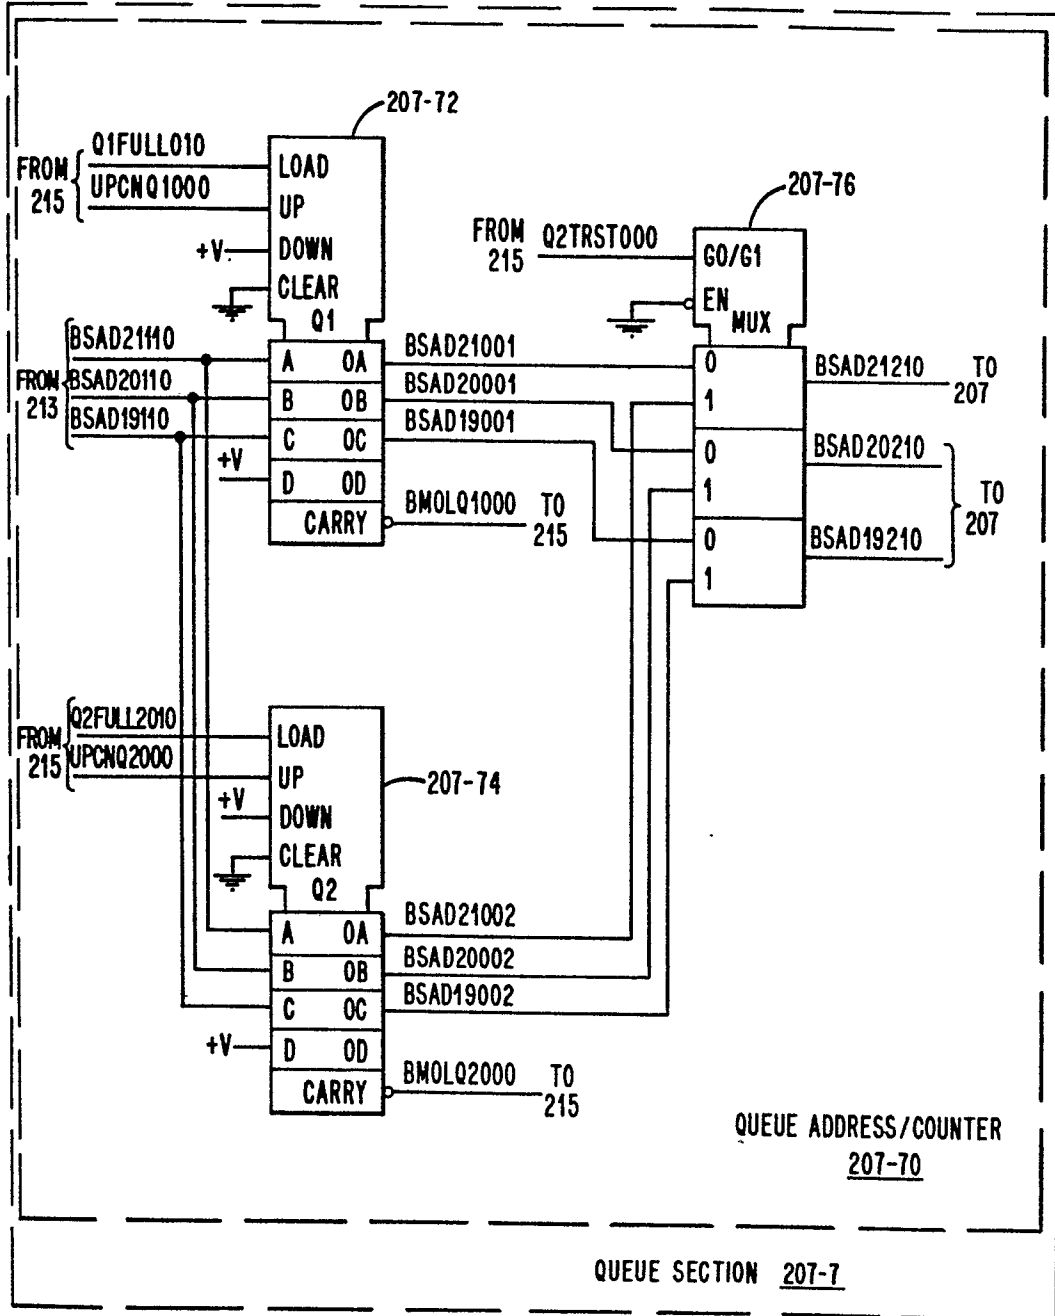 207-72
Q1FULL010
FROM 215
UPCNQ1000
LOAD
UP
+V
DOWN
CLEAR
Q1
207-76
FROM 215
Q2TRST000
G0/G1
EN
MUX
FROM 213
BSAD21110
BSAD20110
BSAD19110
+V
A 0A
B 0B
C 0C
D 0D
CARRY
BSAD21001
BSAD20001
BSAD19001
BMOLQ1000 TO 215
0
1
0
1
0
1
BSAD21210 TO 207
BSAD20210
BSAD19210
TO 207
Q2FULL2010
FROM 215
UPCNQ2000
LOAD
UP
+V
DOWN
CLEAR
Q2
207-74
A 0A
B 0B
C 0C
+V
D 0D
CARRY
BSAD21002
BSAD20002
BSAD19002
BMOLQ2000 TO 215
QUEUE ADDRESS/COUNTER
207-70
QUEUE SECTION 207-7